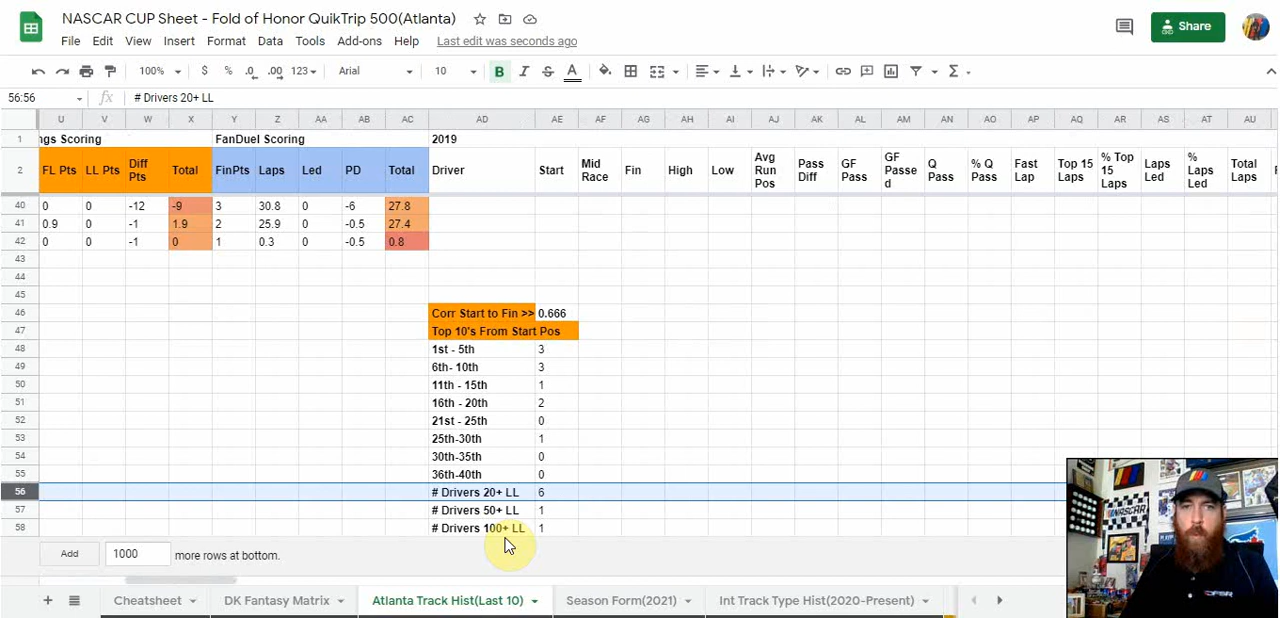 NASCAR CUP Sheet - Fold of Honor QuikTrip 500(Atlanta)
File Edit View Insert Format Data Tools Add-ons Help Last edit was seconds ago
Share
100% $ % .0 .00 123 Arial 10 B I S A
56:56 fx # Drivers 20+ LL
U V W X Y Z AA AB AC AD AE AF AG AH AI AJ AK AL AM AN AO AP AQ AR AS AT AU
1 ngs Scoring FanDuel Scoring 2019
2 FL Pts LL Pts Diff Pts Total FinPts Laps Led PD Total Driver Start Mid Race Fin High Low Avg Run Pos Pass Diff GF Pass GF Passe d Q Pass % Q Pass Fast Lap Top 15 Laps % Top 15 Laps Laps Led % Laps Led Total Laps
40 0 0 -12 -9 3 30.8 0 -6 27.8
41 0.9 0 -1 1.9 2 25.9 0 -0.5 27.4
42 0 0 -1 0 1 0.3 0 -0.5 0.8
43
44
45
46 Corr Start to Fin >> 0.666
47 Top 10's From Start Pos
48 1st - 5th 3
49 6th- 10th 3
50 11th - 15th 1
51 16th - 20th 2
52 21st - 25th 0
53 25th-30th 1
54 30th-35th 0
55 36th-40th 0
56 # Drivers 20+ LL 6
57 # Drivers 50+ LL 1
58 # Drivers 100+ LL 1
Add 1000 more rows at bottom.
Cheatsheet DK Fantasy Matrix Atlanta Track Hist(Last 10) Season Form(2021) Int Track Type Hist(2020-Present)
NASCAR